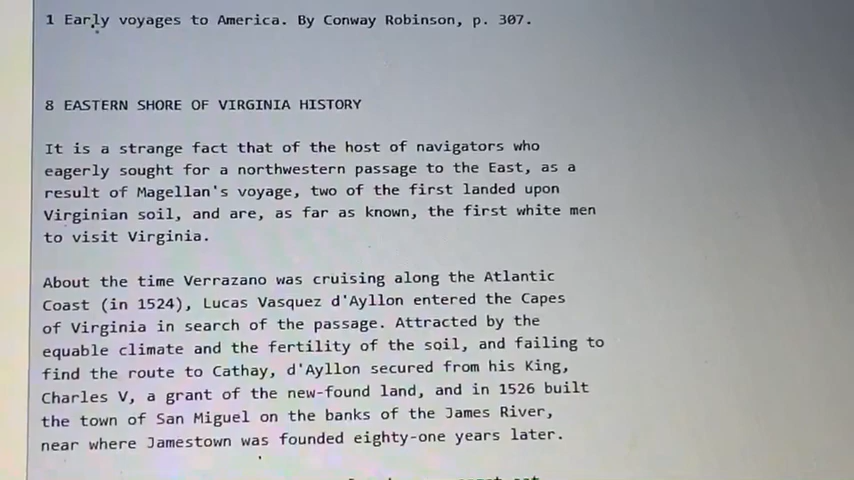 1 Early voyages to America. By Conway Robinson, p. 307.
8 EASTERN SHORE OF VIRGINIA HISTORY
It is a strange fact that of the host of navigators who
eagerly sought for a northwestern passage to the East, as a
result of Magellan's voyage, two of the first landed upon
Virginian soil, and are, as far as known, the first white men
to visit Virginia.
About the time Verrazano was cruising along the Atlantic
Coast (in 1524), Lucas Vasquez d'Ayllon entered the Capes
of Virginia in search of the passage. Attracted by the
equable climate and the fertility of the soil, and failing to
find the route to Cathay, d'Ayllon secured from his King,
Charles V, a grant of the new-found land, and in 1526 built
the town of San Miguel on the banks of the James River,
near where Jamestown was founded eighty-one years later.